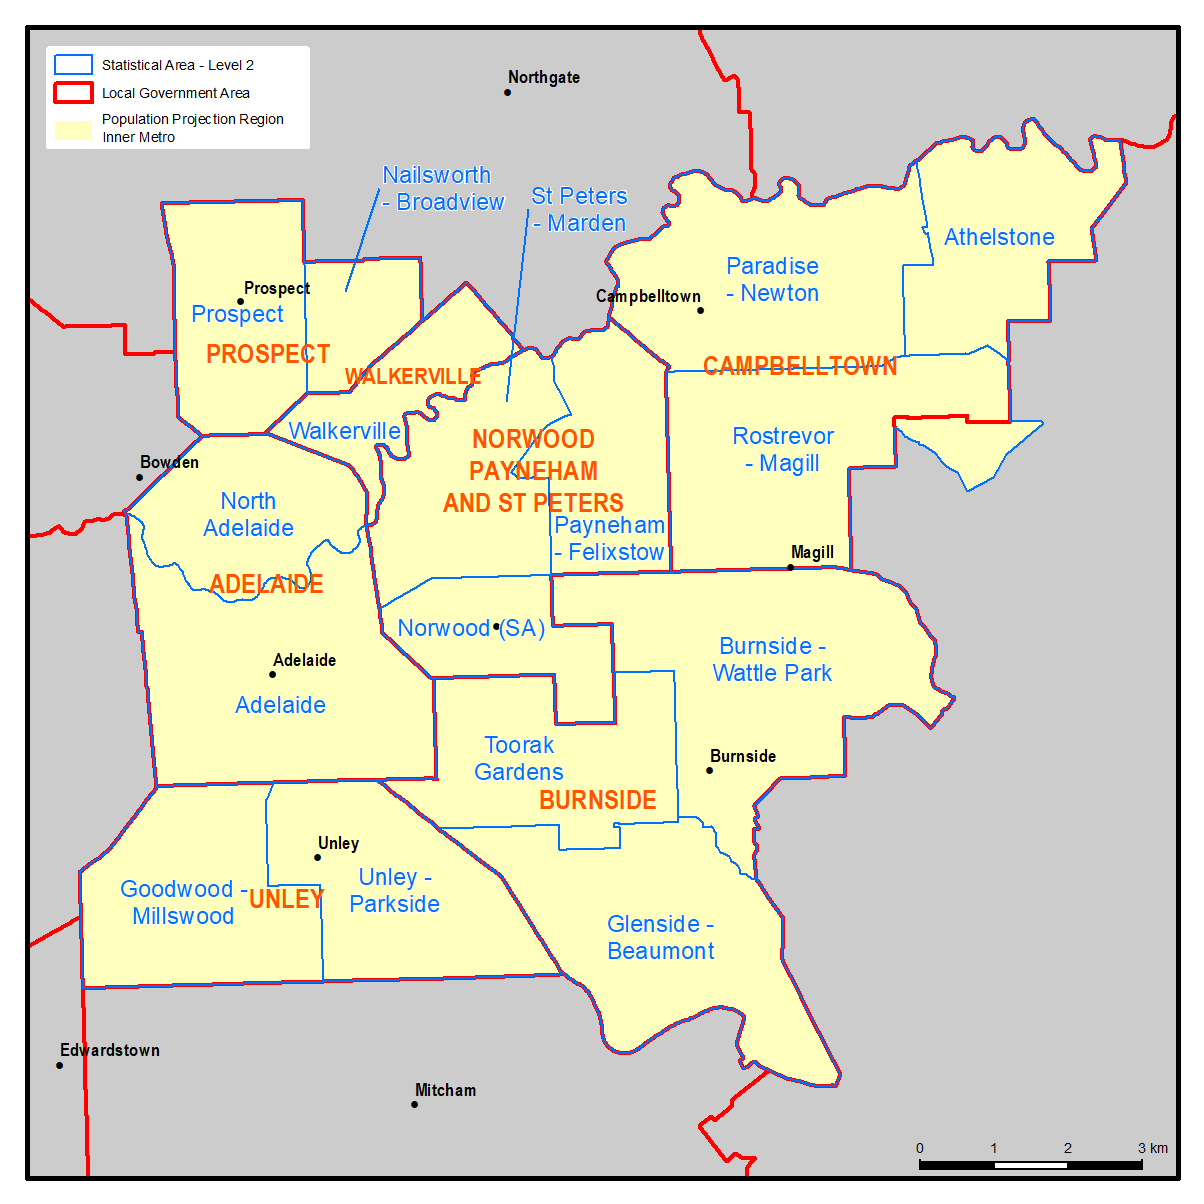 Statistical Area - Level 2
Local Government Area
Population Projection Region
Inner Metro
Northgate
Nailsworth
- Broadview
St Peters
- Marden
Athelstone
Paradise
- Newton
Prospect
Campbelltown
Prospect
PROSPECT
WALKERVILLE
CAMPBELLTOWN
Walkerville
NORWOOD
PAYNEHAM
AND ST PETERS
Rostrevor
- Magill
Bowden
North
Adelaide
Payneham
- Felixstow
Magill
ADELAIDE
Norwood (SA)
Burnside -
Wattle Park
Adelaide
Adelaide
Toorak
Gardens
Burnside
BURNSIDE
Unley
Goodwood -
Millswood
UNLEY
Unley -
Parkside
Glenside -
Beaumont
Edwardstown
Mitcham
0 1 2 3 km